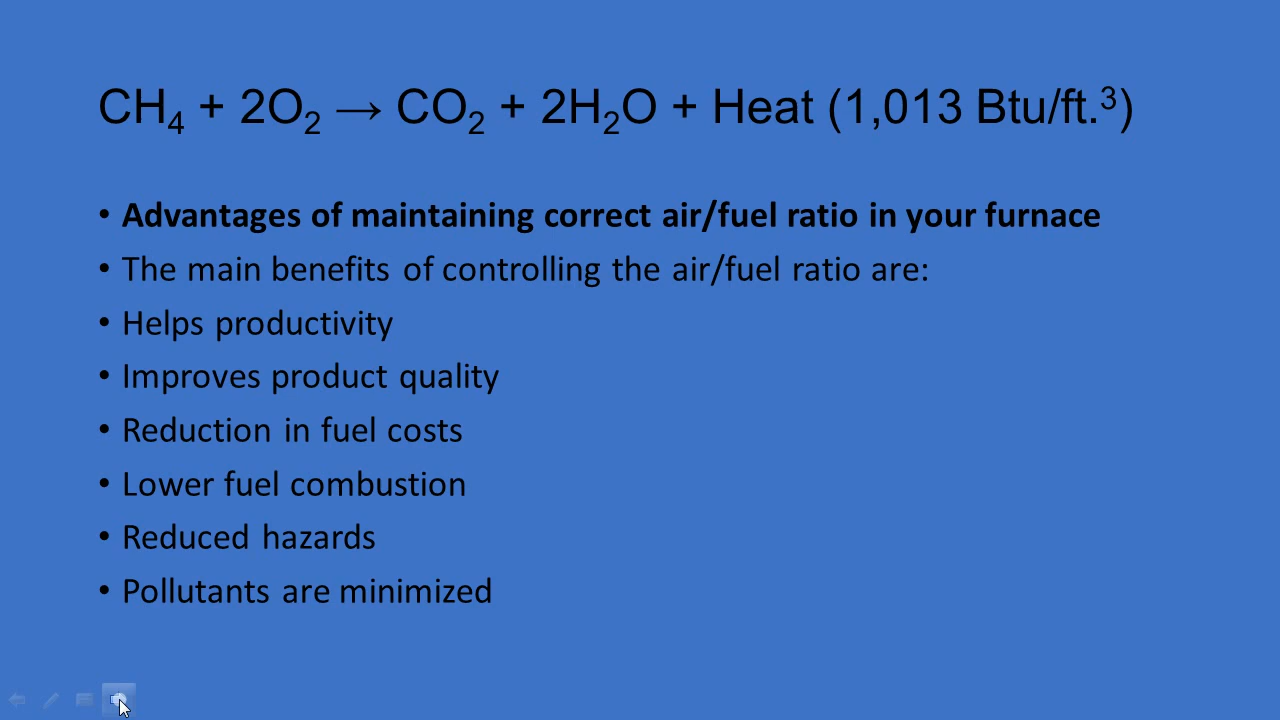 CH₄ + 2O₂ → CO₂ + 2H₂O + Heat (1,013 Btu/ft.³)
• Advantages of maintaining correct air/fuel ratio in your furnace
• The main benefits of controlling the air/fuel ratio are:
• Helps productivity
• Improves product quality
• Reduction in fuel costs
• Lower fuel combustion
• Reduced hazards
• Pollutants are minimized